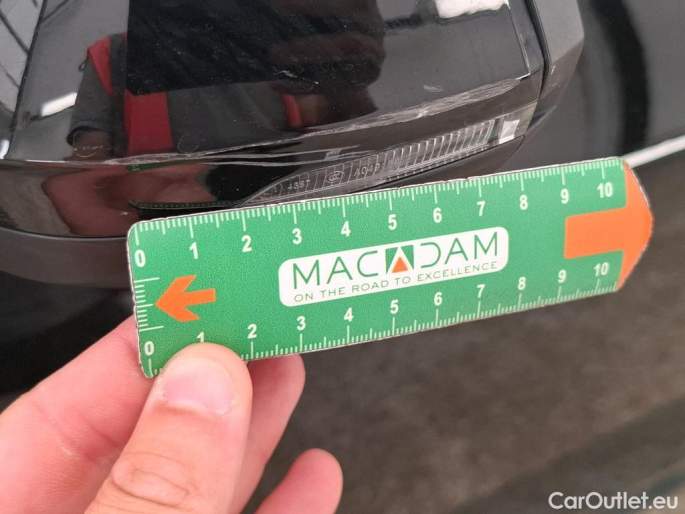 4387
0 1 2 3 4 5 6 7 8 9 10
MACADAM
ON THE ROAD TO EXCELLENCE
0 1 2 3 4 5 6 7 8 9 10
CarOutlet.eu